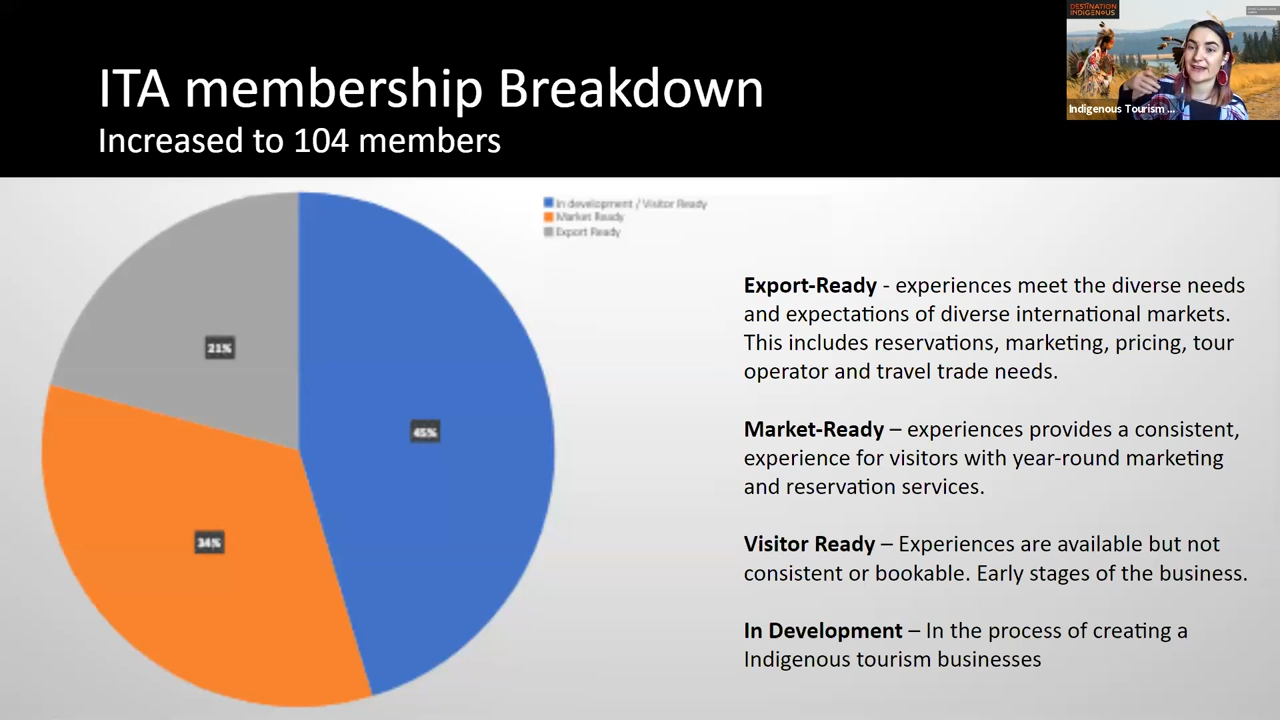 ITA membership Breakdown
Increased to 104 members
DESTINATION
INDIGENOUS
Indigenous Tourism ...
In development / Visitor Ready
Market Ready
Export Ready
21%
45%
34%
Export-Ready - experiences meet the diverse needs
and expectations of diverse international markets.
This includes reservations, marketing, pricing, tour
operator and travel trade needs.
Market-Ready – experiences provides a consistent,
experience for visitors with year-round marketing
and reservation services.
Visitor Ready – Experiences are available but not
consistent or bookable. Early stages of the business.
In Development – In the process of creating a
Indigenous tourism businesses